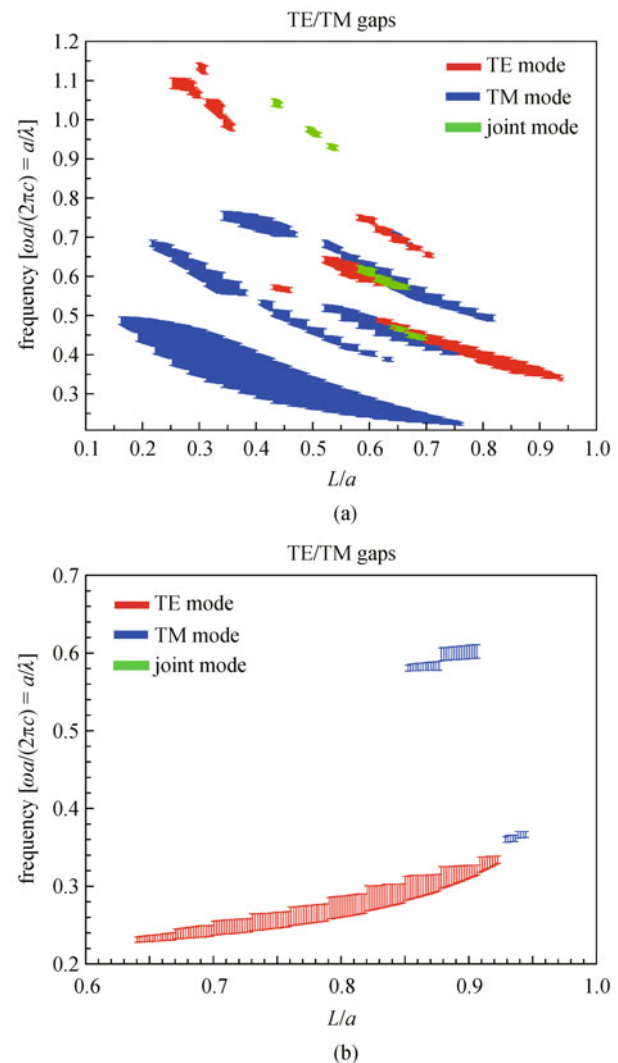 TE/TM gaps
1.2
1.1
1.0
0.9
0.8
0.7
0.6
0.5
0.4
0.3
frequency [ωa/(2πc) = a/λ]
TE mode
TM mode
joint mode
0.1 0.2 0.3 0.4 0.5 0.6 0.7 0.8 0.9 1.0
L/a
(a)
TE/TM gaps
0.7
0.6
0.5
0.4
0.3
0.2
frequency [ωa/(2πc) = a/λ]
TE mode
TM mode
joint mode
0.6 0.7 0.8 0.9 1.0
L/a
(b)